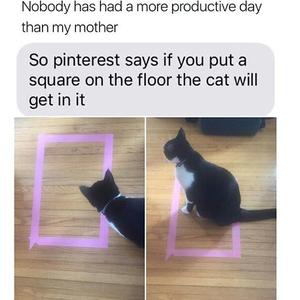 Nobody has had a more productive day
than my mother
So pinterest says if you put a
square on the floor the cat will
get in it